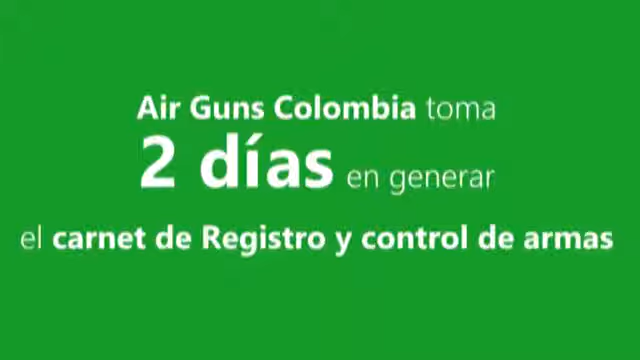 Air Guns Colombia toma
2 días en generar
el carnet de Registro y control de armas